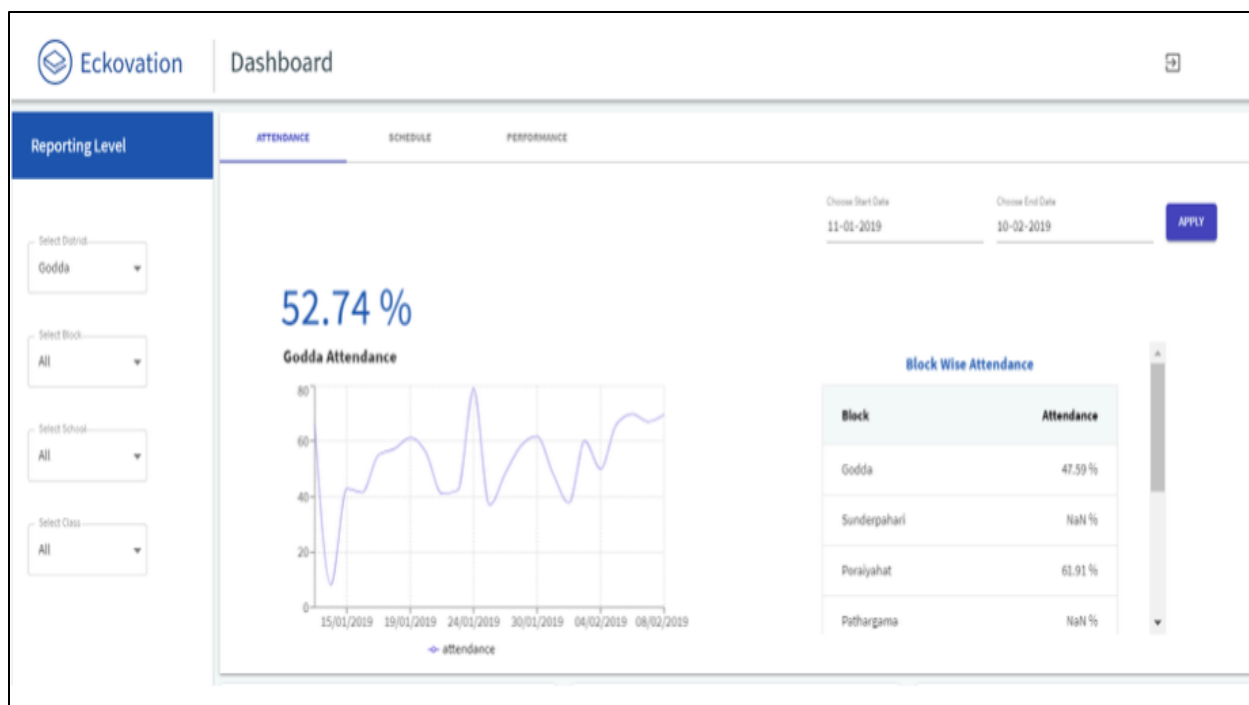 Eckovation
Dashboard
Reporting Level
ATTENDANCE SCHEDULE PERFORMANCE
Choose Start Date
11-01-2019
Choose End Date
10-02-2019
APPLY
Select District
Godda
Select Block
All
Select School
All
Select Class
All
52.74 %
Godda Attendance
80
60
40
20
0
15/01/2019 19/01/2019 24/01/2019 30/01/2019 04/02/2019 08/02/2019
attendance
Block Wise Attendance
Block Attendance
Godda 47.59 %
Sunderpahari NaN %
Poraiyahat 61.91 %
Pathargama NaN %